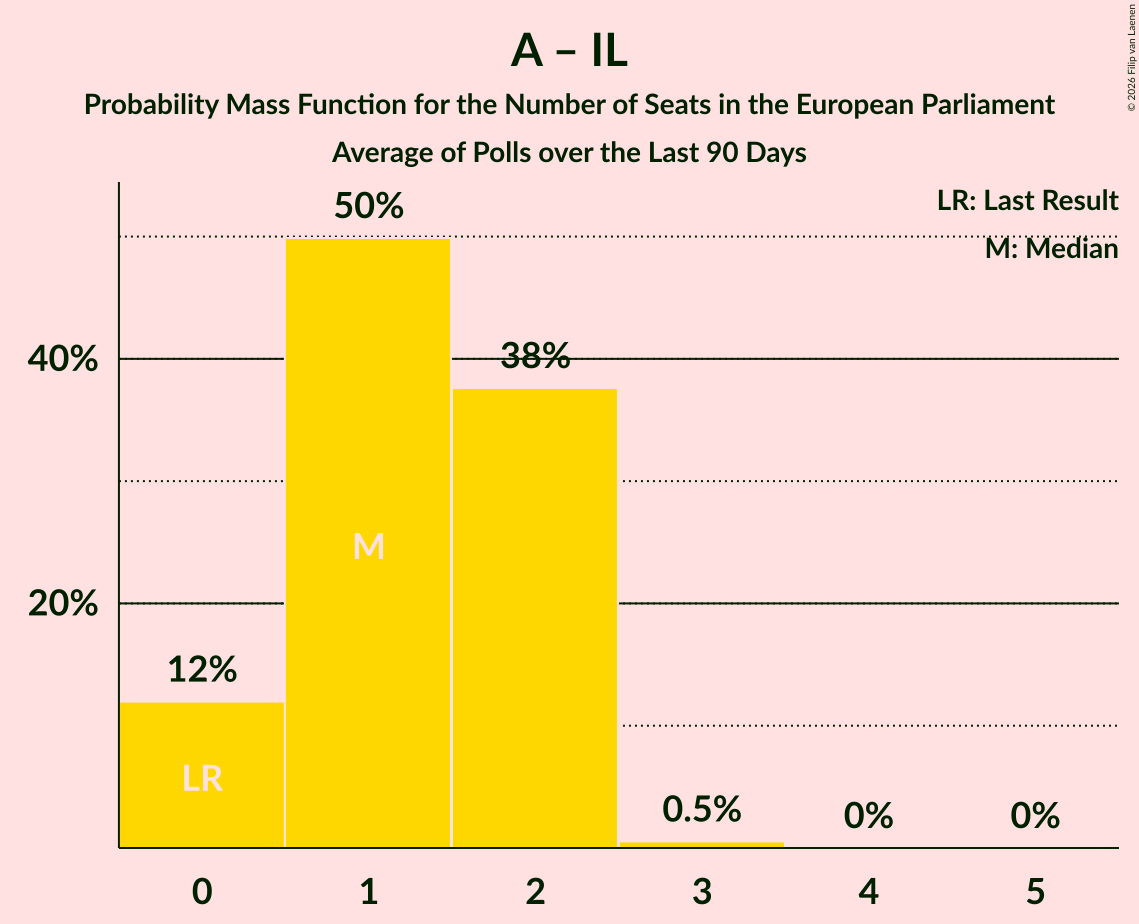 A – IL
Probability Mass Function for the Number of Seats in the European Parliament
Average of Polls over the Last 90 Days
© 2026 Filip van Laenen
LR: Last Result
M: Median
50%
40%
38%
20%
12%
0.5%
0%
0%
M
LR
0
1
2
3
4
5